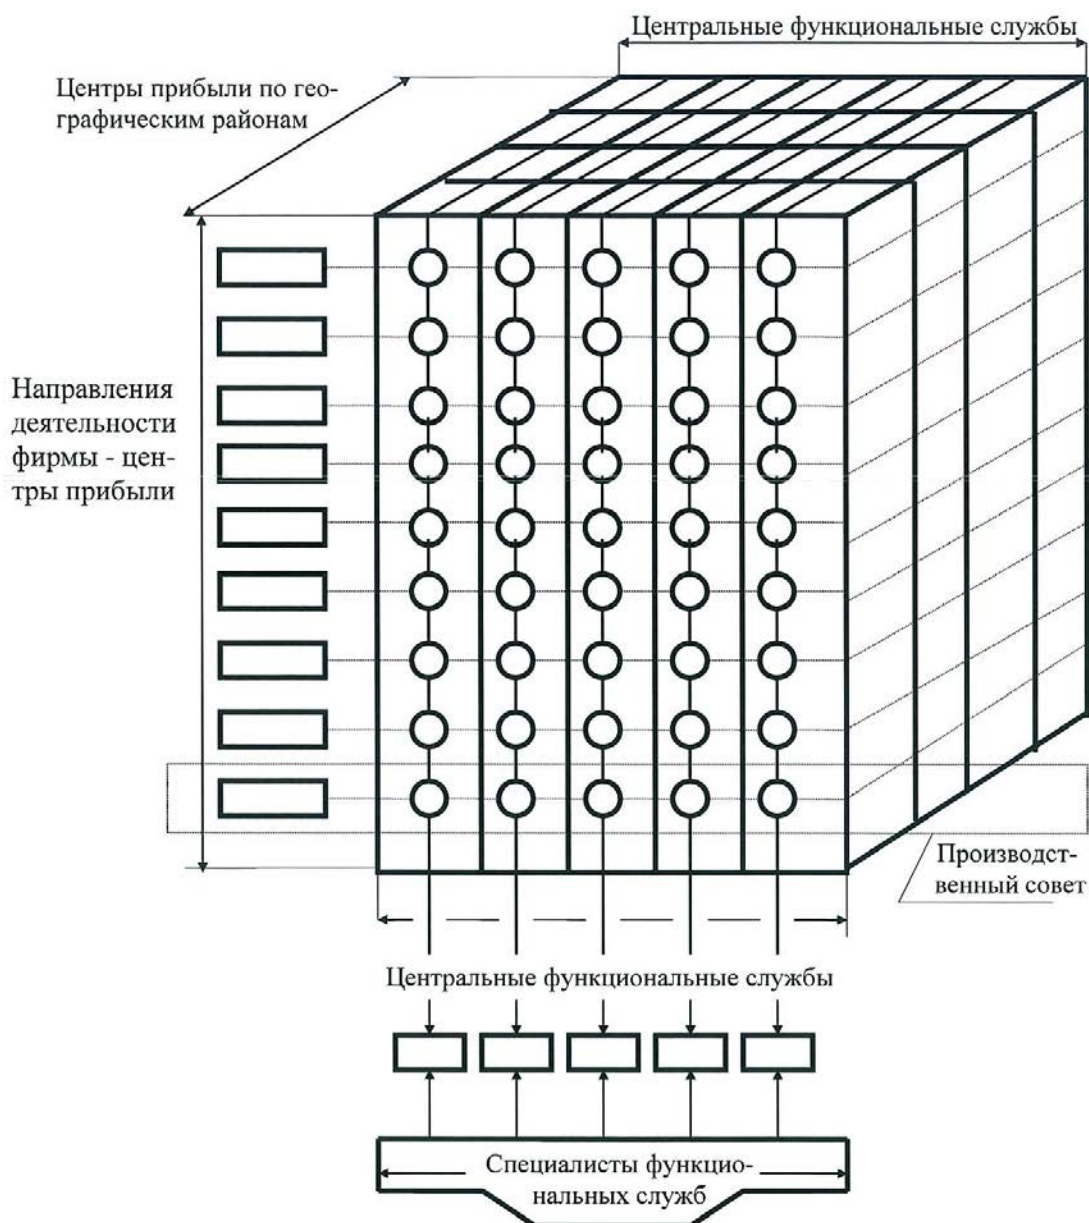 Центральные функциональные службы
Центры прибыли по гео-
ографическим районам
Направления
деятельности
фирмы - цен-
тры прибыли
Производст-
венный совет
Центральные функциональные службы
Специалисты функцио-
нальных служб